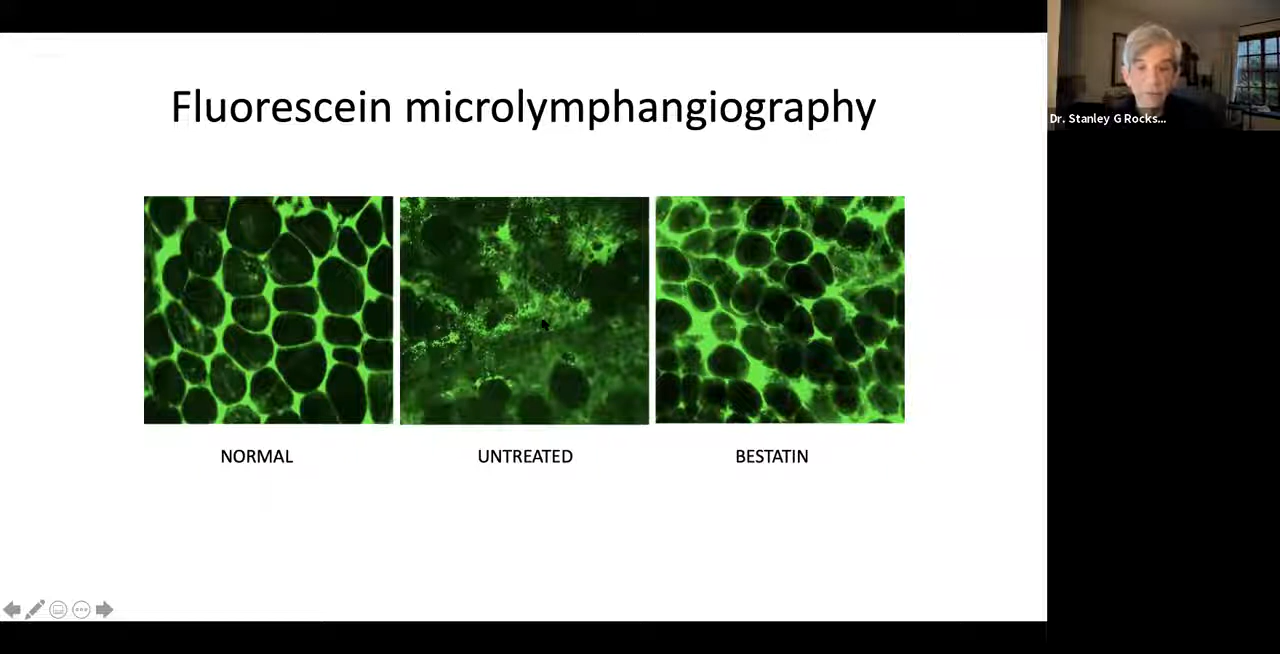 Fluorescein microlymphangiography
Dr. Stanley G Rocks...
NORMAL
UNTREATED
BESTATIN